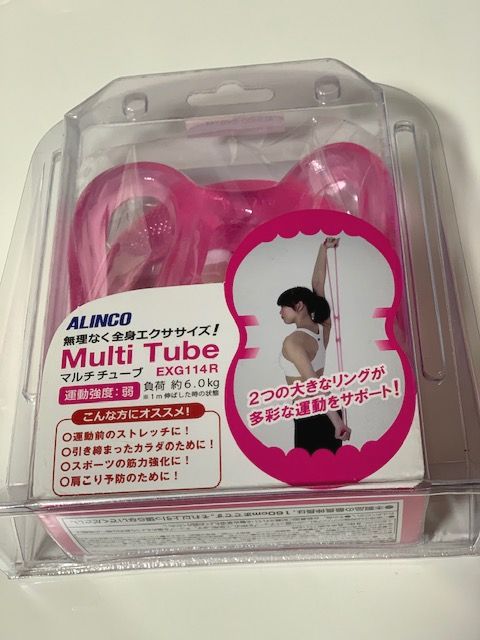 ALINCO
無理なく全身エクササイズ!
Multi Tube
マルチチューブ EXG114R
運動強度:弱 負荷 約6.0kg
※1m伸ばした時の状態
こんな方にオススメ!
○運動前のストレッチに!
○引き締まったカラダのために!
○スポーツの筋力強化に!
○肩こり予防のために!
2つの大きなリングが
多彩な運動をサポート!